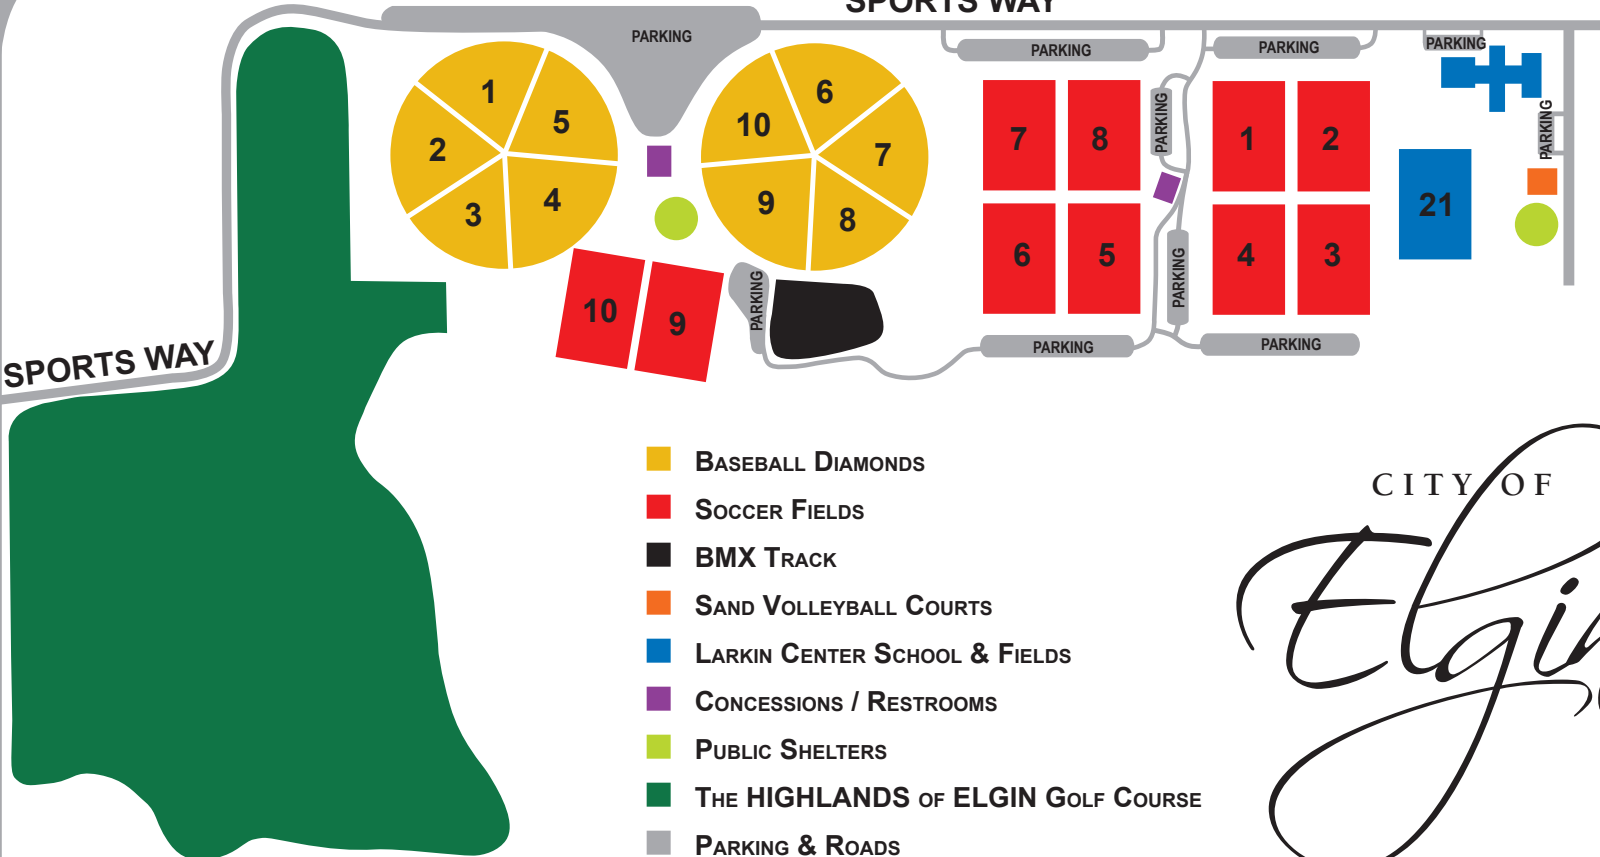 SPORTS WAY
PARKING
PARKING
PARKING
PARKING
1
5
2
4
3
6
10
7
9
8
7
8
PARKING
1
2
PARKING
6
5
4
3
21
10
9
PARKING
PARKING
PARKING
PARKING
SPORTS WAY
BASEBALL DIAMONDS
SOCCER FIELDS
BMX TRACK
SAND VOLLEYBALL COURTS
LARKIN CENTER SCHOOL & FIELDS
CONCESSIONS / RESTROOMS
PUBLIC SHELTERS
THE HIGHLANDS OF ELGIN GOLF COURSE
PARKING & ROADS
CITY OF
Elgin